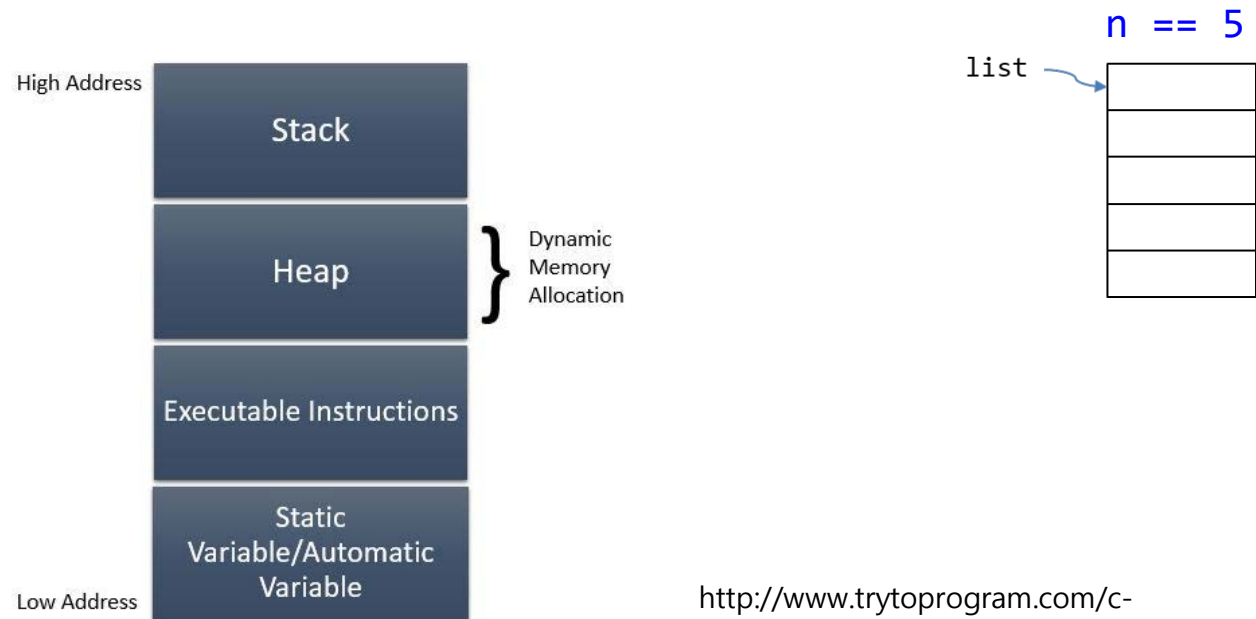 n == 5
list
High Address
Stack
Heap
Dynamic
Memory
Allocation
Executable Instructions
Static
Variable/Automatic
Variable
Low Address
http://www.trytoprogram.com/c-